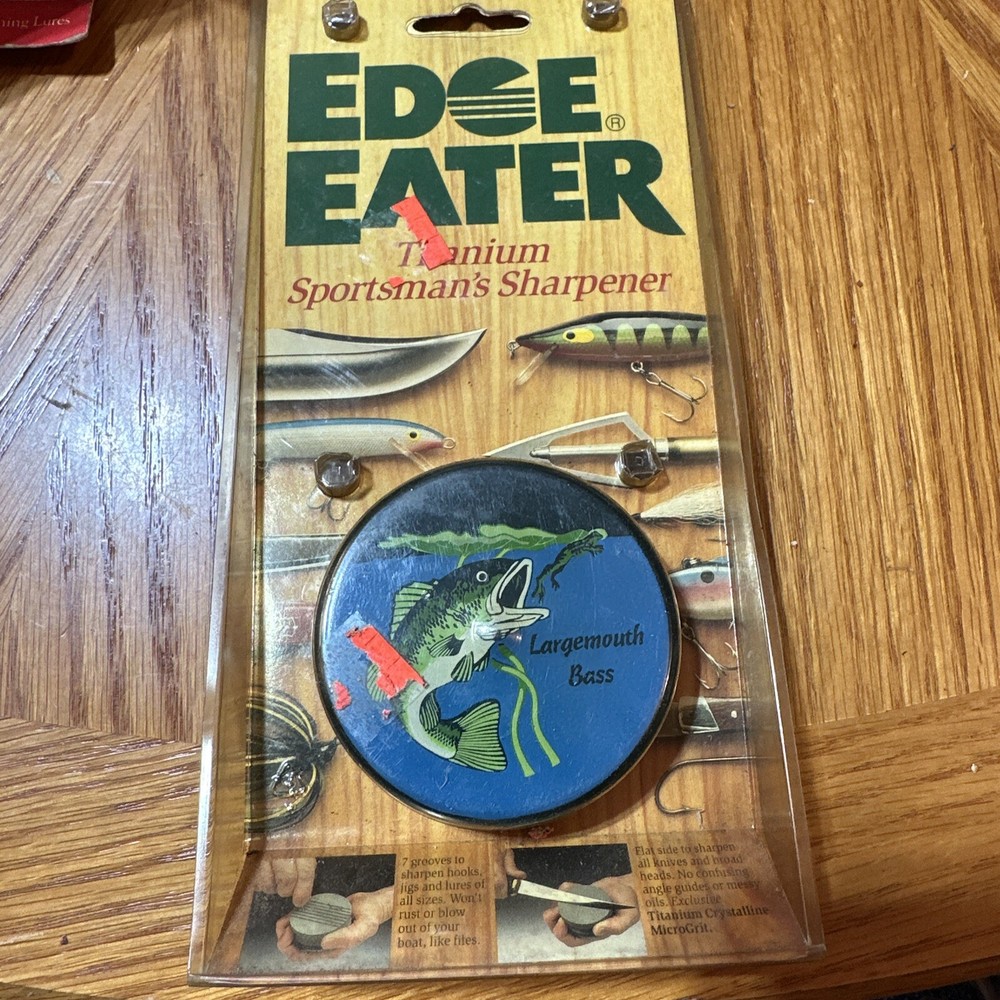 ing Lures
EDGE
EATER®
Titanium
Sportsman's Sharpener
Largemouth
Bass
7 grooves to
sharpen hooks,
jigs and lures of
all sizes. Won't
rust or blow
out of your
boat, like files.
Flat side to sharpen
all knives and broad
heads. No confusing
angle guides or messy
oils. Exclusive
Titanium Crystalline
MicroGrit.